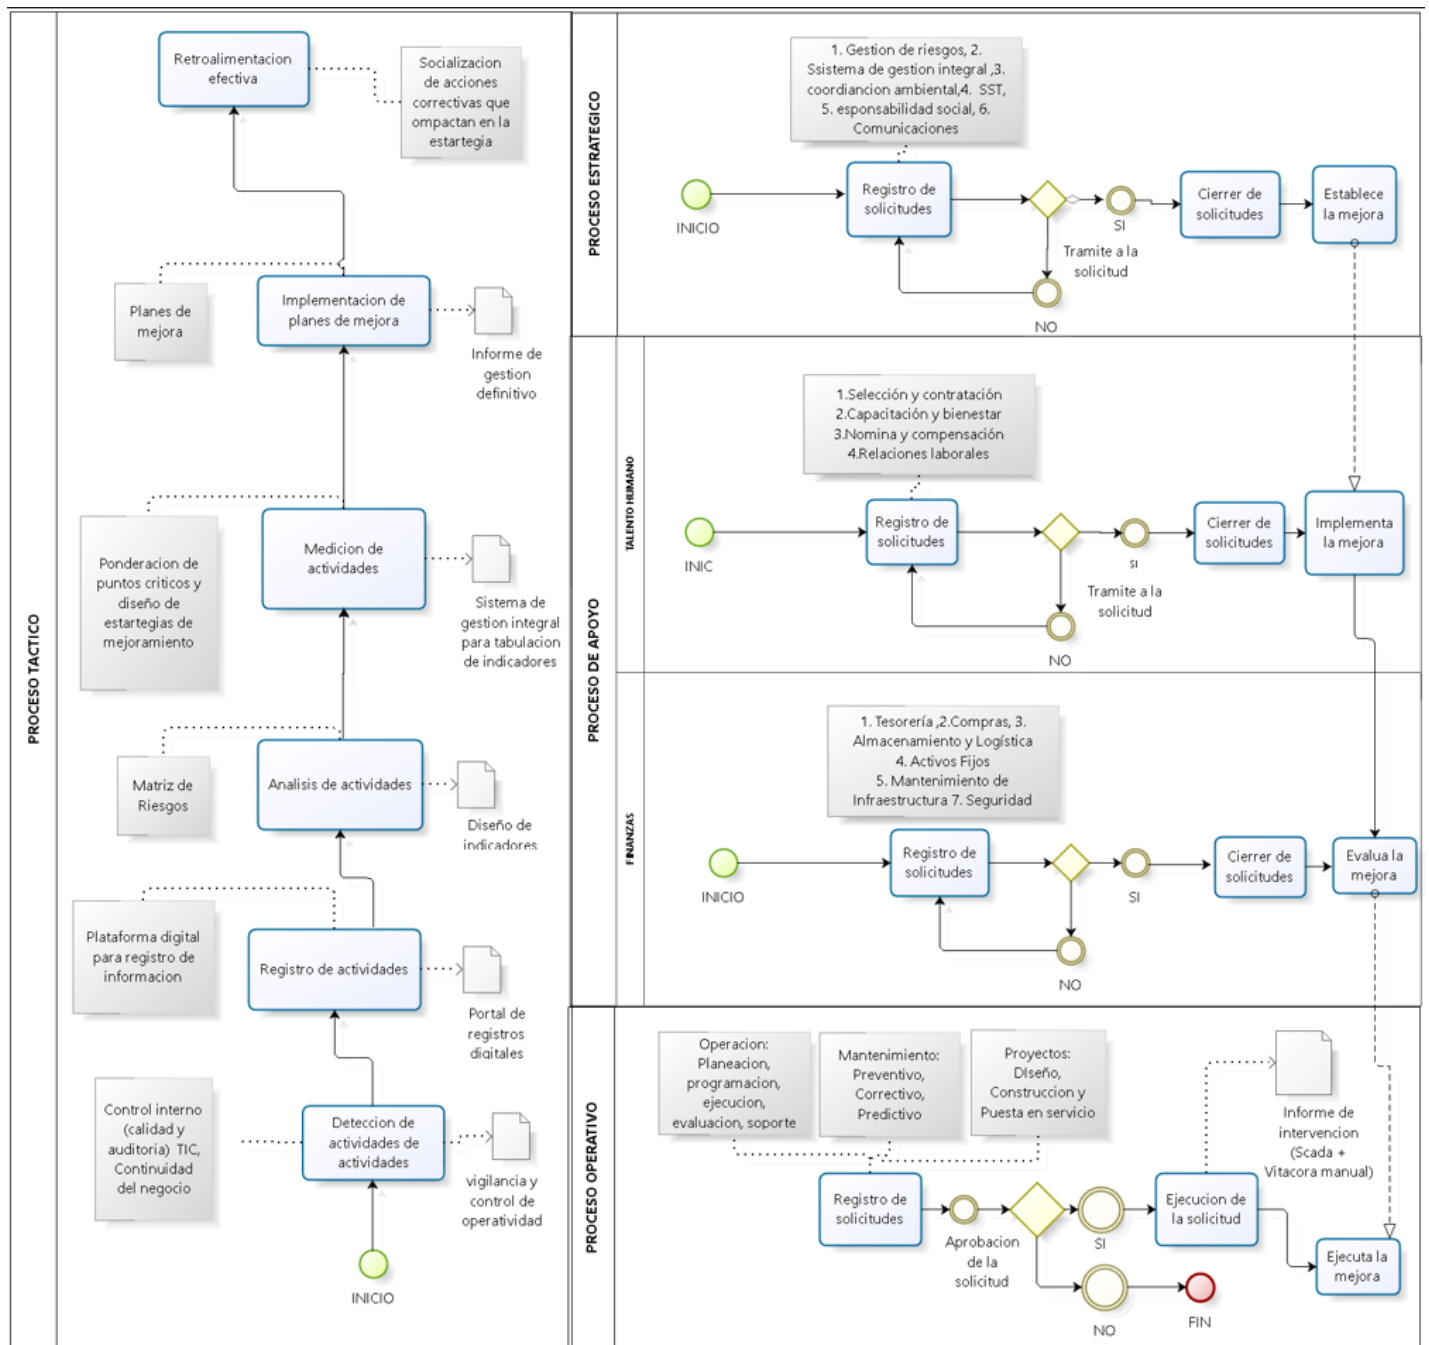 PROCESO TACTICO
Retroalimentacion
efectiva
Socializacion
de acciones
correctivas que
ompactan en la
estartegia
Planes de
mejora
Implementacion de
planes de mejora
Informe de
gestion
definitivo
Ponderacion de
puntos criticos y
diseño de
estartegias de
mejoramiento
Medicion de
actividades
Sistema de
gestion integral
para tabulacion
de indicadores
Matriz de
Riesgos
Analisis de actividades
Diseño de
indicadores
Plataforma digital
para registro de
informacion
Registro de actividades
Portal de
registros
digitales
Control interno
(calidad y
auditoria) TIC,
Continuidad
del negocio
Deteccion de
actividades de
actividades
vigilancia y
control de
operatividad
INICIO
PROCESO ESTRATEGICO
1. Gestion de riesgos, 2.
Ssistema de gestion integral ,3.
coordiancion ambiental,4. SST,
5. esponsabilidad social, 6.
Comunicaciones
INICIO
Registro de
solicitudes
Tramite a la
solicitud
SI
NO
Cierrer de
solicitudes
Establece
la mejora
PROCESO DE APOYO
TALENTO HUMANO
1.Selección y contratación
2.Capacitación y bienestar
3.Nomina y compensación
4.Relaciones laborales
INIC
Registro de
solicitudes
Tramite a la
solicitud
SI
NO
Cierrer de
solicitudes
Implementa
la mejora
FINANZAS
1. Tesorería ,2.Compras, 3.
Almacenamiento y Logística
4. Activos Fijos
5. Mantenimiento de
Infraestructura 7. Seguridad
INICIO
Registro de
solicitudes
SI
NO
Cierrer de
solicitudes
Evalua la
mejora
PROCESO OPERATIVO
Operacion:
Planeacion,
programacion,
ejecucion,
evaluacion, soporte
Mantenimiento:
Preventivo,
Correctivo,
Predictivo
Proyectos:
DIseño,
Construccion y
Puesta en servicio
Informe de
intervencion
(Scada +
Vitacora manual)
Registro de
solicitudes
Aprobacion
de la
solicitud
SI
NO
FIN
Ejecucion de
la solicitud
Ejecuta la
mejora